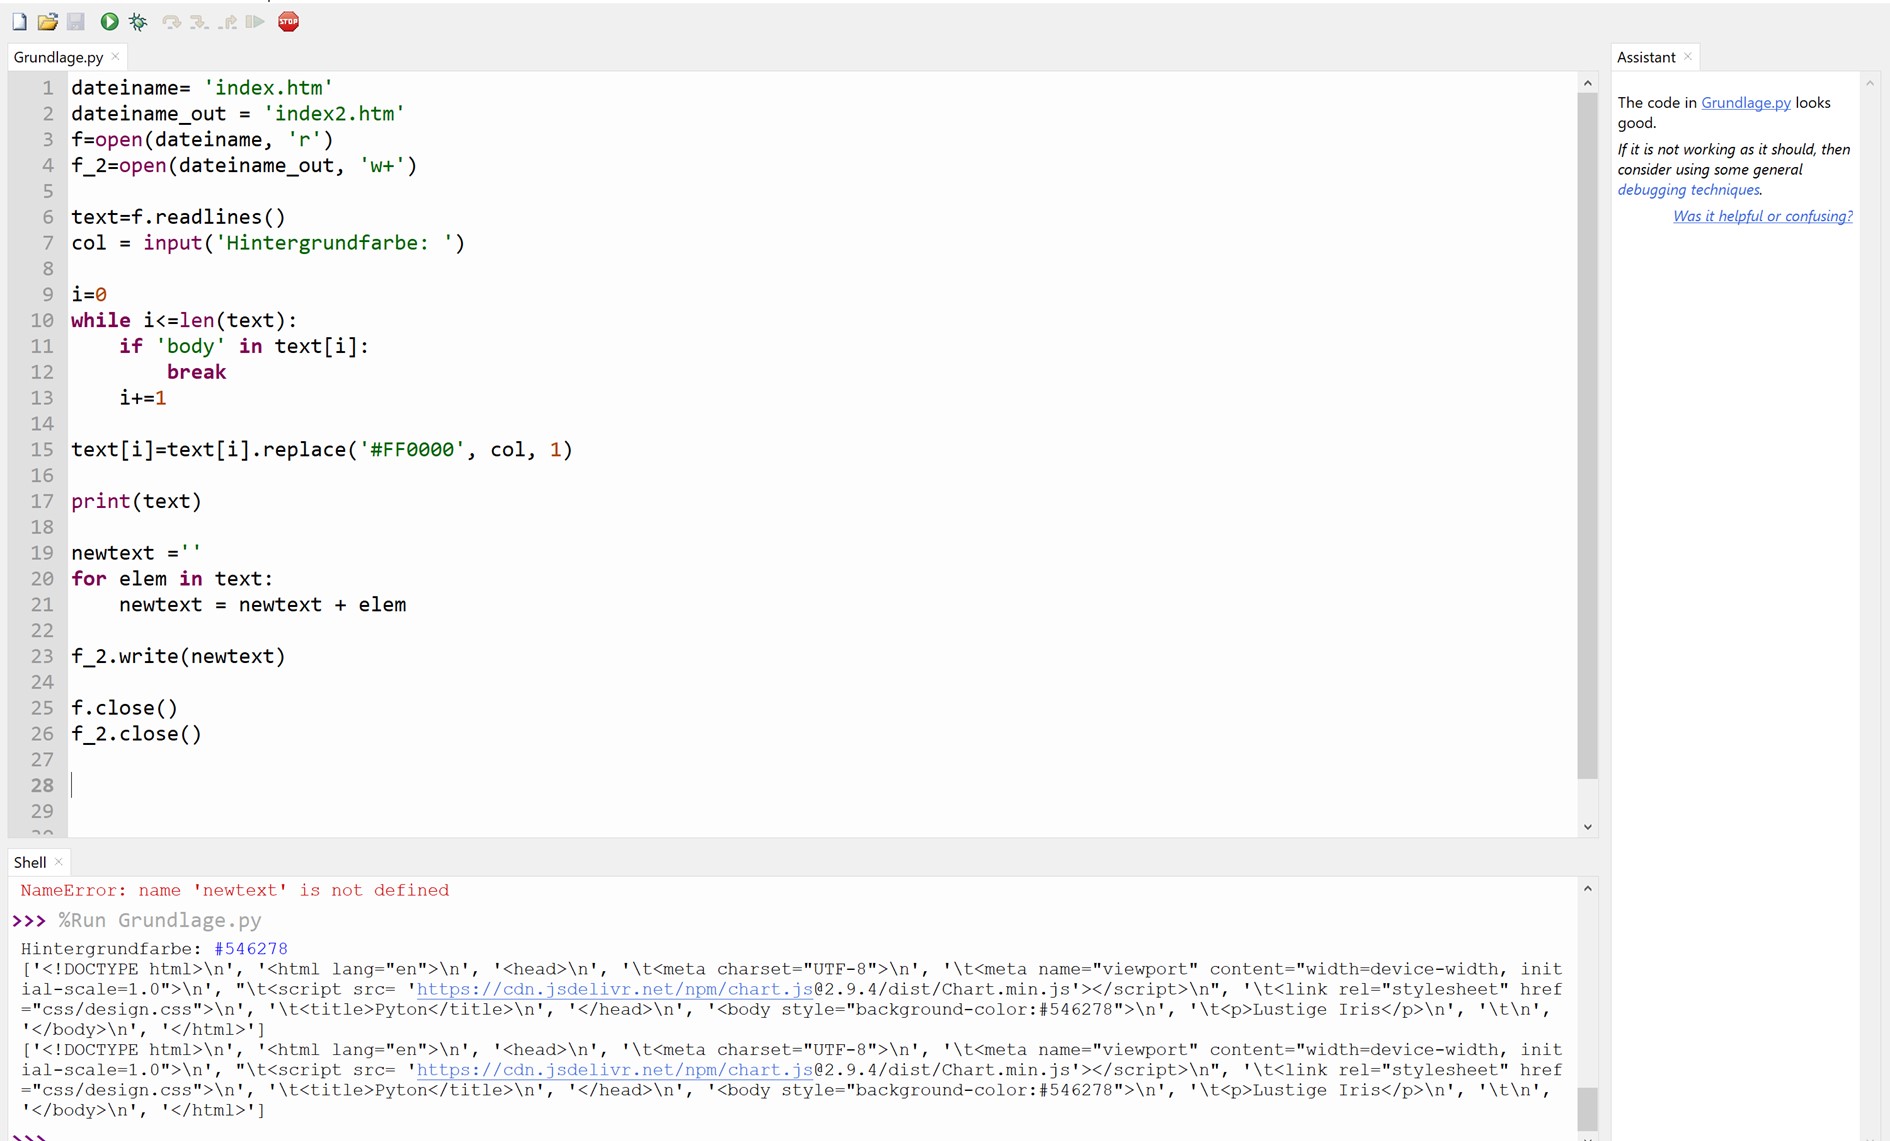 STOP
Grundlage.py
1 dateiname= 'index.htm'
2 dateiname_out = 'index2.htm'
3 f=open(dateiname, 'r')
4 f_2=open(dateiname_out, 'w+')
5
6 text=f.readlines()
7 col = input('Hintergrundfarbe: ')
8
9 i=0
10 while i<=len(text):
11     if 'body' in text[i]:
12         break
13     i+=1
14
15 text[i]=text[i].replace('#FF0000', col, 1)
16
17 print(text)
18
19 newtext =''
20 for elem in text:
21     newtext = newtext + elem
22
23 f_2.write(newtext)
24
25 f.close()
26 f_2.close()
27
28
29
Shell
NameError: name 'newtext' is not defined
>>> %Run Grundlage.py
Hintergrundfarbe: #546278
['<!DOCTYPE html>\n', '<html lang="en">\n', '<head>\n', '\t<meta charset="UTF-8">\n', '\t<meta name="viewport" content="width=device-width, init
ial-scale=1.0">\n', "\t<script src= 'https://cdn.jsdelivr.net/npm/chart.js@2.9.4/dist/Chart.min.js'></script>\n", '\t<link rel="stylesheet" href
="css/design.css">\n', '\t<title>Pyton</title>\n', '</head>\n', '<body style="background-color:#546278">\n', '\t<p>Lustige Iris</p>\n', '\t\n',
'</body>\n', '</html>']
['<!DOCTYPE html>\n', '<html lang="en">\n', '<head>\n', '\t<meta charset="UTF-8">\n', '\t<meta name="viewport" content="width=device-width, init
ial-scale=1.0">\n', "\t<script src= 'https://cdn.jsdelivr.net/npm/chart.js@2.9.4/dist/Chart.min.js'></script>\n", '\t<link rel="stylesheet" href
="css/design.css">\n', '\t<title>Pyton</title>\n', '</head>\n', '<body style="background-color:#546278">\n', '\t<p>Lustige Iris</p>\n', '\t\n',
'</body>\n', '</html>']
>>>
Assistant
The code in Grundlage.py looks
good.
If it is not working as it should, then
consider using some general
debugging techniques.
Was it helpful or confusing?